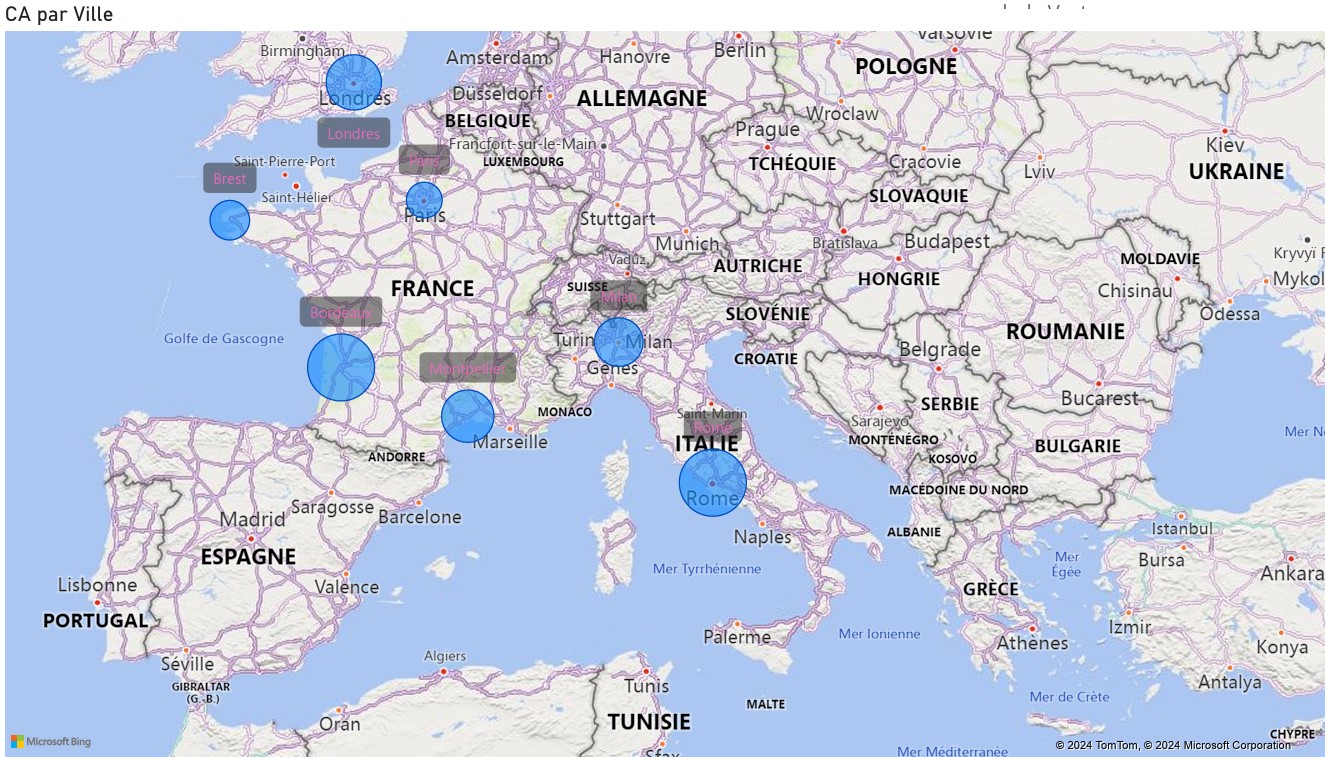 CA par Ville
Birmingham
Amsterdam
Hanovre
Berlin
Varsovie
POLOGNE
Londres
Düsseldorf
ALLEMAGNE
Wroclaw
BELGIQUE
Prague
Kiev
Londres
Francfort-sur-le-Main
TCHÉQUIE
Cracovie
Lviv
UKRAINE
Paris
LUXEMBOURG
Saint-Pierre-Port
Brest
Saint-Hélier
SLOVAQUIE
Paris
Stuttgart
Munich
Bratislava
Budapest
Kryvyï
Vaduz
AUTRICHE
MOLDAVIE
FRANCE
SUISSE
HONGRIE
Chisinau
Mykol
Milan
Bordeaux
SLOVÉNIE
Odessa
Golfe de Gascogne
Turin
Milan
ROUMANIE
Belgrade
CROATIE
Montpellier
Gênes
Bucarest
SERBIE
MONACO
Saint-Marin
Sarajevo
Rome
Mer N
Marseille
ITALIE
MONTÉNÉGRO
BULGARIE
ANDORRE
KOSOVO
MACÉDOINE DU NORD
Rome
Saragosse
Barcelone
Madrid
Naples
ALBANIE
Istanbul
ESPAGNE
Mer
Égée
Bursa
Mer Tyrrhénienne
Ankara
Lisbonne
Valence
GRÈCE
PORTUGAL
Palerme
Mer Ionienne
Athènes
Izmir
Konya
Séville
Algiers
GIBRALTAR
(G.-B.)
Tunis
Antalya
MALTE
Mer de Crète
Oran
TUNISIE
CHYPRE
Microsoft Bing
Sfax
Mer Méditerranée
© 2024 TomTom, © 2024 Microsoft Corporation